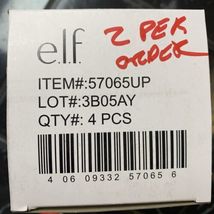 e.l.f.
2 PER
ORDER
ITEM#:57065UP
LOT#:3B05AY
QTY#: 4 PCS
4 06 09332 57065 6